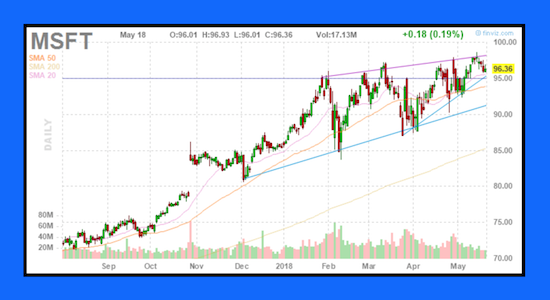 MSFT May 18 O:96.01 H:96.93 L:96.01 C:96.36 Vol:17.13M +0.18 (0.19%) © finviz.com
SMA 50
SMA 200
SMA 20
DAILY
100.00
96.36
95.00
90.00
85.00
80.00
75.00
70.00
80M
60M
40M
20M
Sep Oct Nov Dec 2018 Feb Mar Apr May